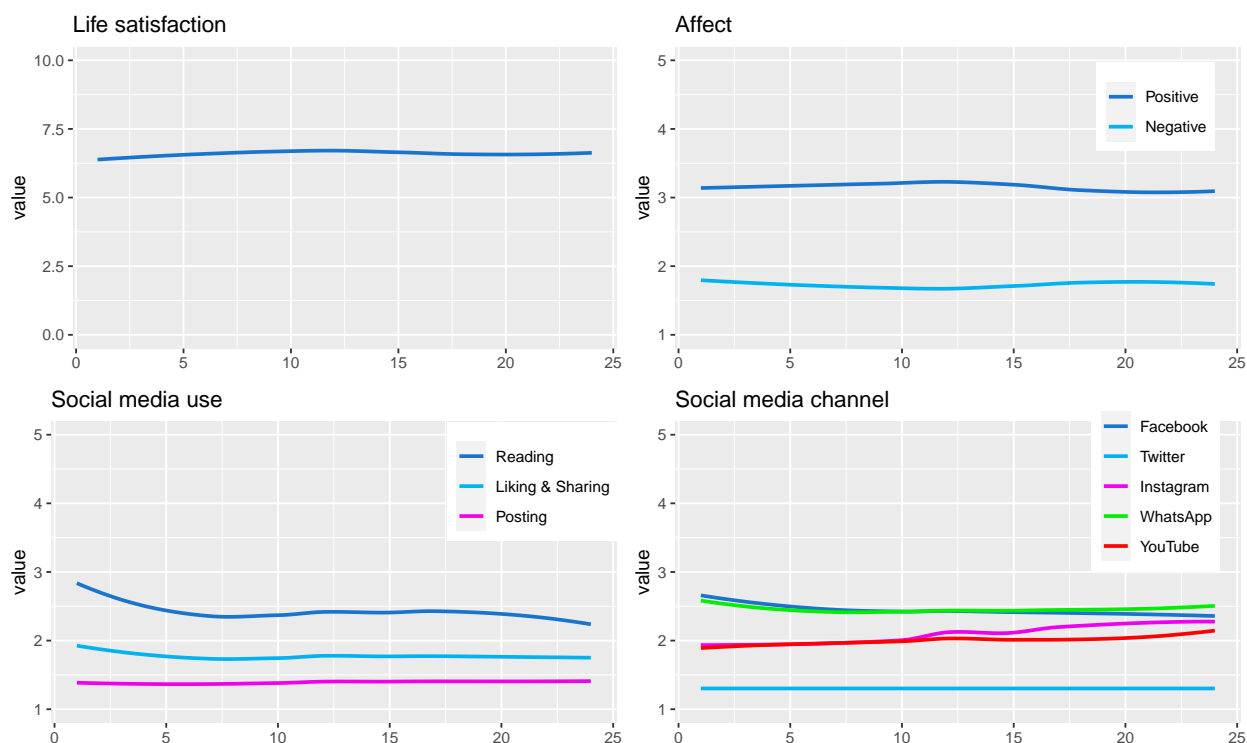 Life satisfaction
10.0
7.5
5.0
2.5
0.0
value
0 5 10 15 20 25
Affect
5
4
3
2
1
value
Positive
Negative
0 5 10 15 20 25
Social media use
5
4
3
2
1
value
Reading
Liking & Sharing
Posting
0 5 10 15 20 25
Social media channel
5
4
3
2
1
value
Facebook
Twitter
Instagram
WhatsApp
YouTube
0 5 10 15 20 25